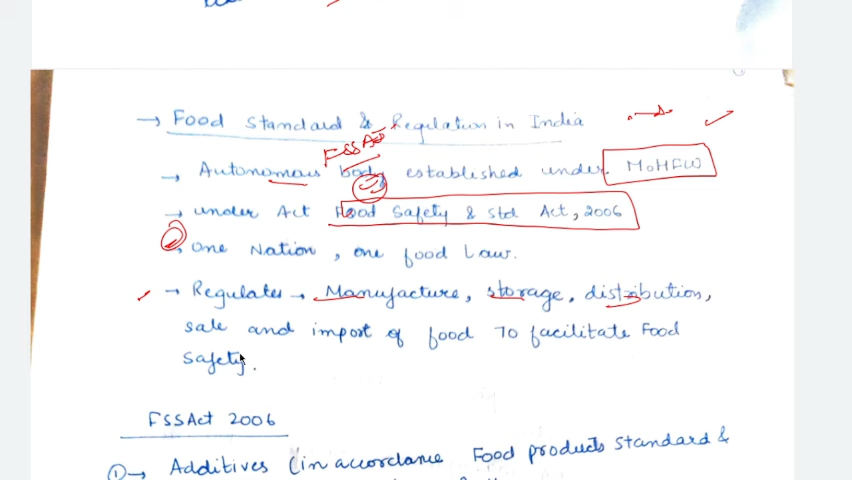 → Food Standard & Regulation in India
FSSAI
→ Autonomous body established under MoHFW
→ under Act Food Safety & Std Act, 2006
→ One Nation, one food Law.
→ Regulates → Manufacture, storage, distribution,
sale and import of food To facilitate Food
Safety.
FSSAct 2006
①→ Additives (in accordance Food products standard &